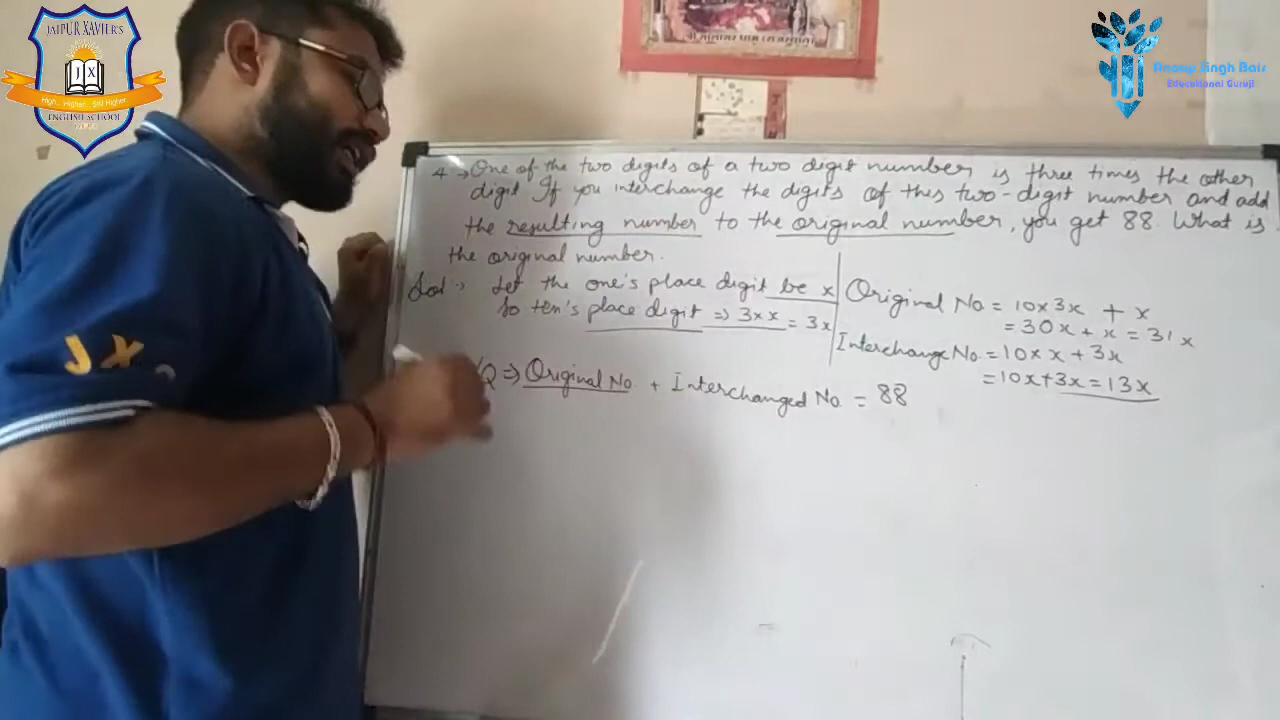 JAIPUR XAVIER'S
J X
High... Higher... Still Higher
ENGLISH SCHOOL
Anoop Singh Bais
Educational Guruji
4 → One of the two digits of a two digit number is three times the other
digit If you interchange the digits of this two-digit number and add
the resulting number to the original number, you get 88. What is
the original number.
Sol :→ Let the one's place digit be x
So ten's place digit => 3×x = 3x
Original No = 10×3x + x
= 30x + x = 31x
Interchange No. = 10×x + 3x
= 10x+3x = 13x
/Q => Original No + Interchanged No. = 88
JX